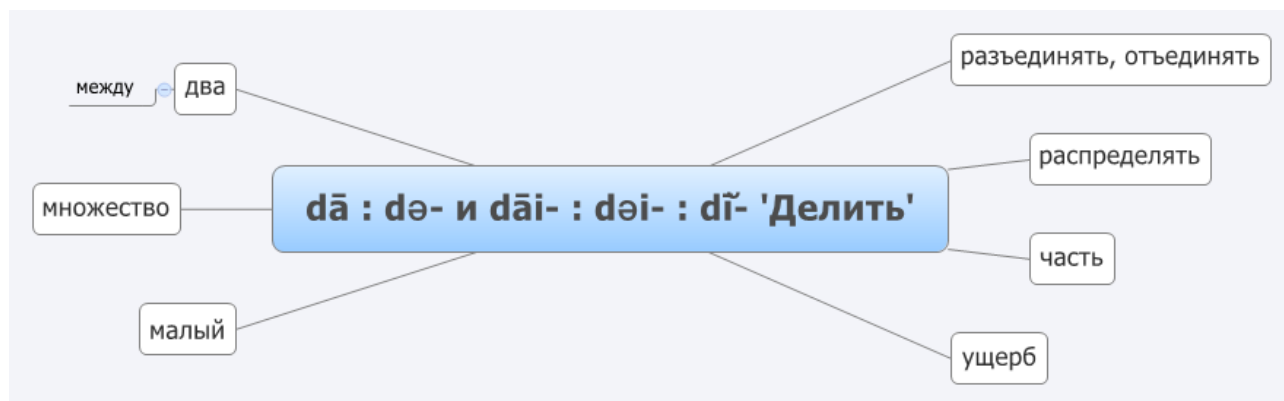 разъединять, отъединять
между
два
распределять
множество
dā : də- и dāi- : dəi- : dī̆- 'Делить'
часть
малый
ущерб